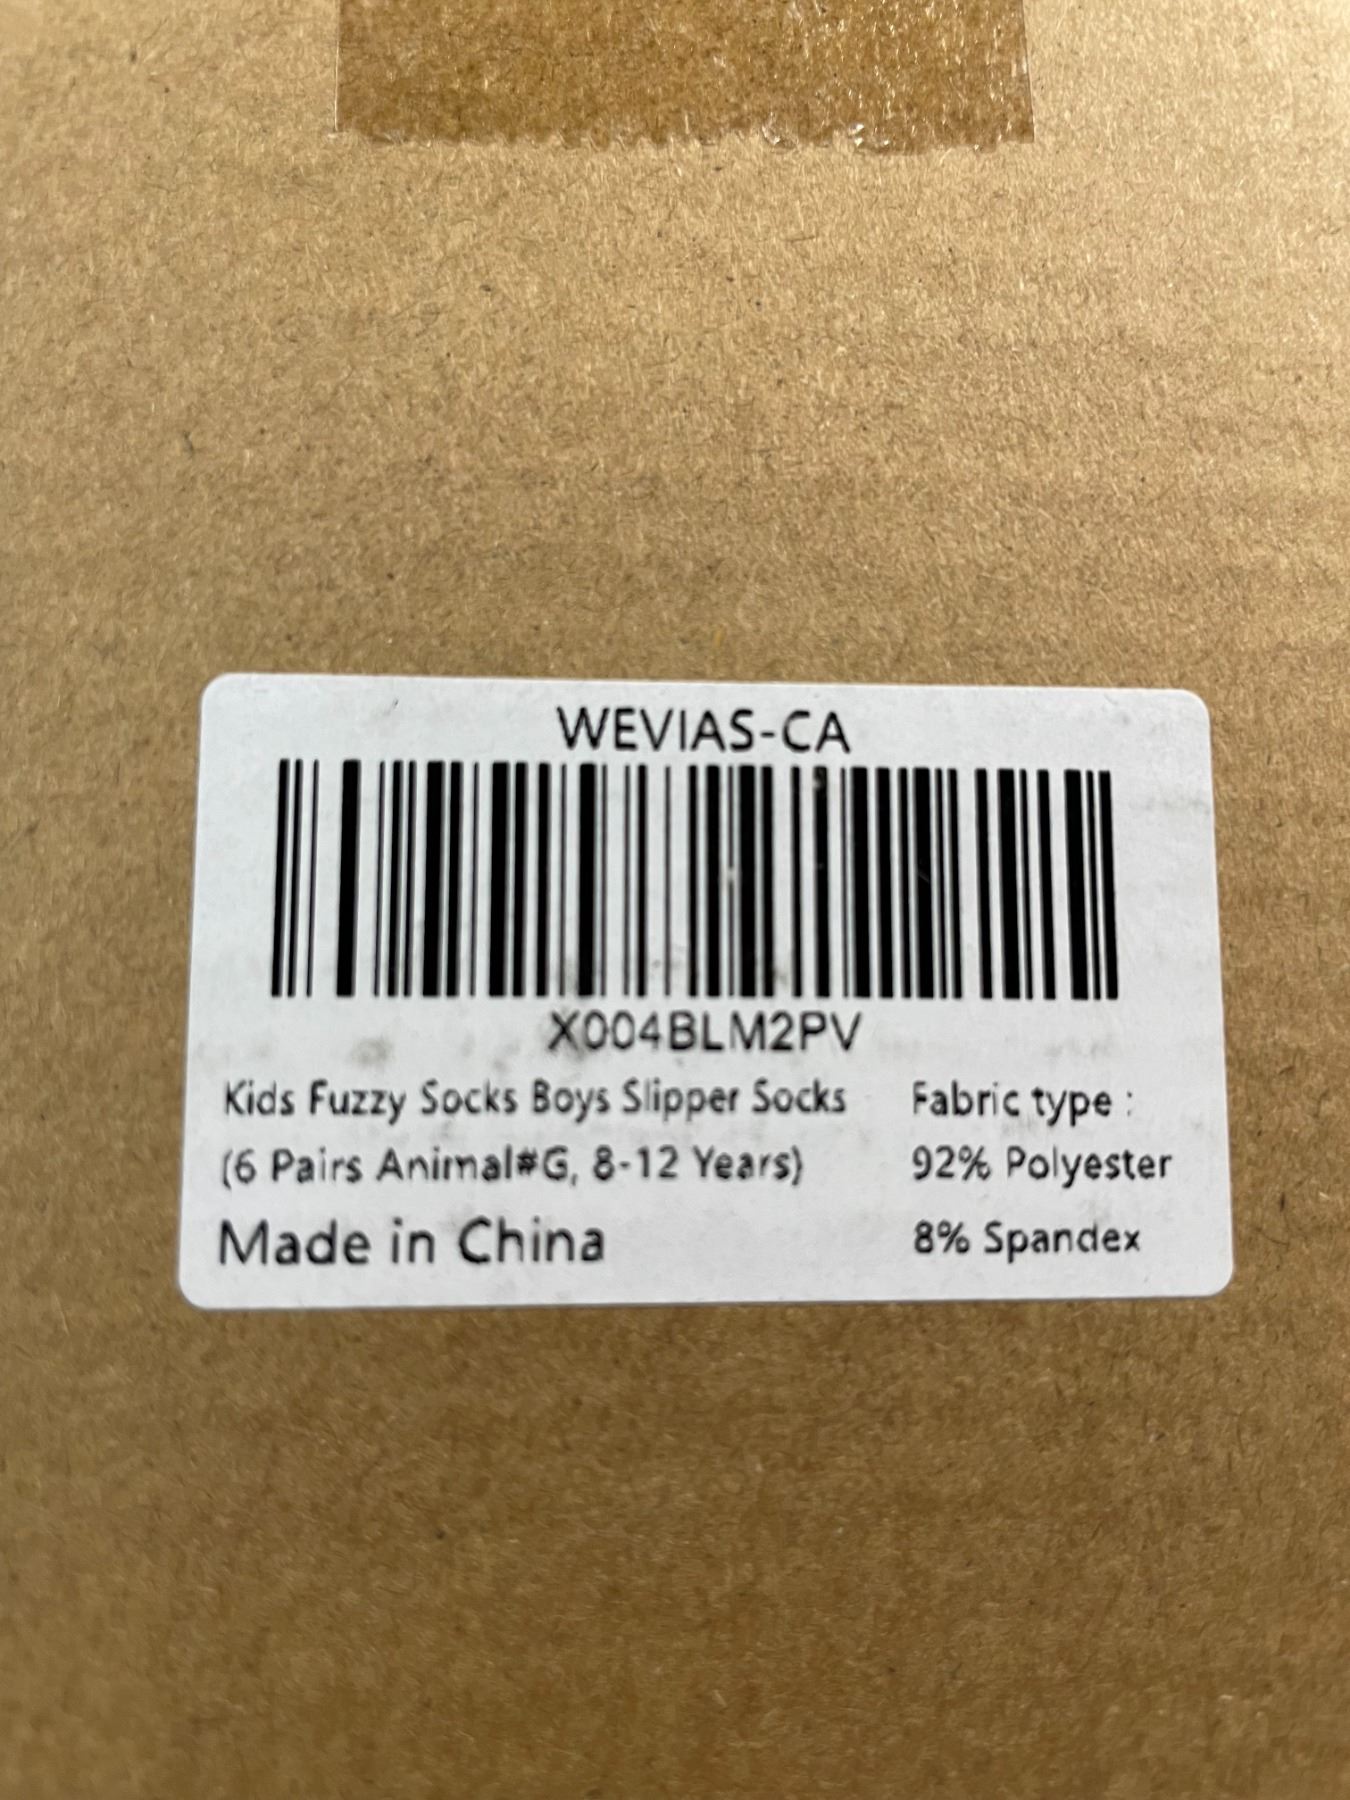 WEVIAS-CA
X004BLM2PV
Kids Fuzzy Socks Boys Slipper Socks
(6 Pairs Animal#G, 8-12 Years)
Made in China
Fabric type :
92% Polyester
8% Spandex